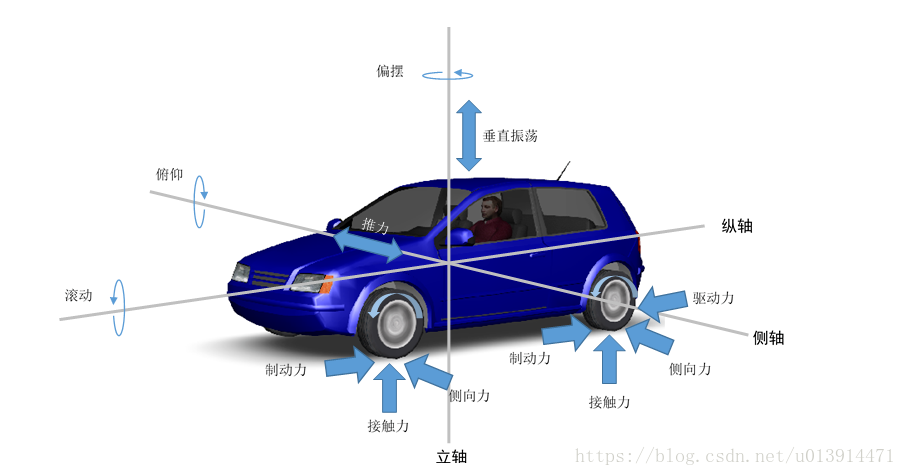 偏摆
垂直振荡
俯仰
推力
纵轴
滚动
驱动力
侧轴
制动力
制动力
侧向力
侧向力
接触力
接触力
立轴
https://blog.csdn.net/u013914471